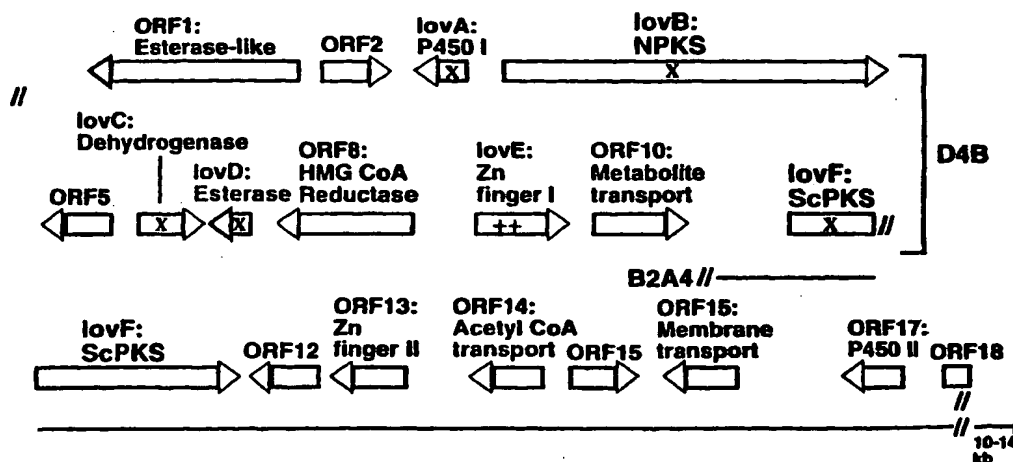 ORF1:
Esterase-like
ORF2
lovA:
P450 I
X
lovB:
NPKS
X
//
lovC:
Dehydrogenase
ORF5
X
lovD:
Esterase
X
ORF8:
HMG CoA
Reductase
lovE:
Zn
finger I
++
ORF10:
Metabolite
transport
lovF:
ScPKS
X
//
D4B
B2A4 //
lovF:
ScPKS
ORF12
ORF13:
Zn
finger II
ORF14:
Acetyl CoA
transport
ORF15
ORF15:
Membrane
transport
ORF17:
P450 II
ORF18
//
//
10-14
kb